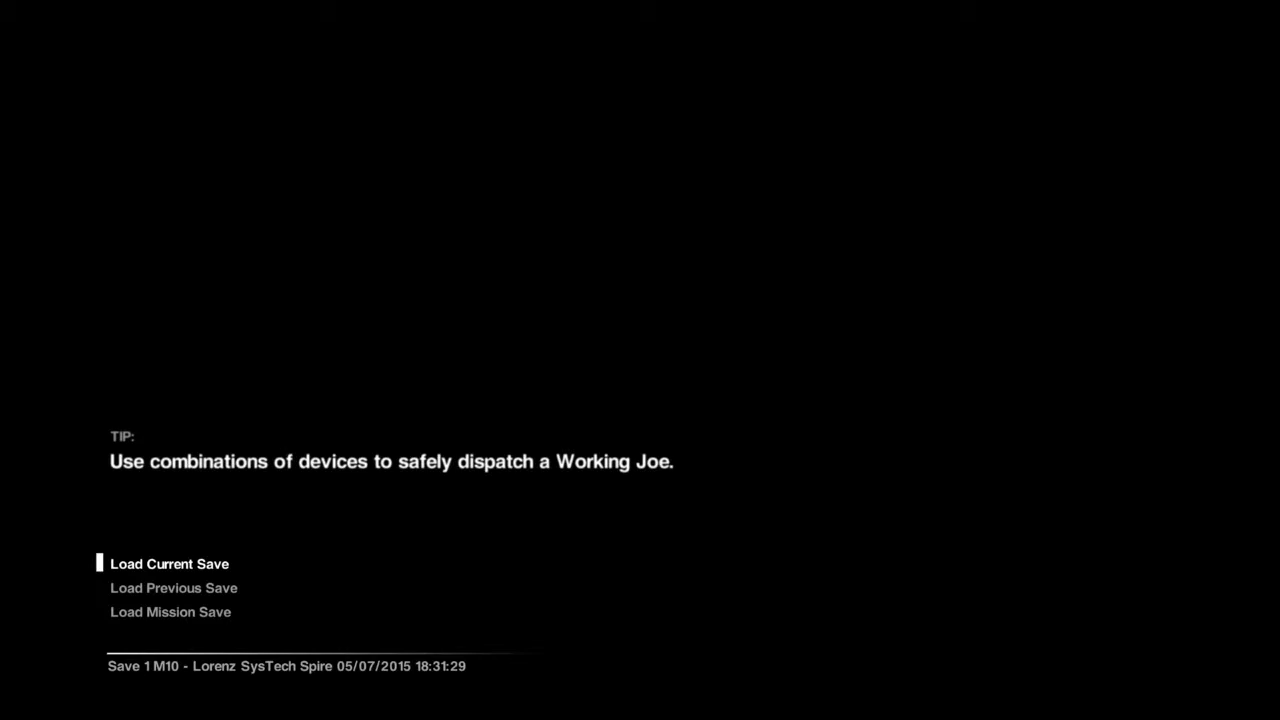 TIP:
Use combinations of devices to safely dispatch a Working Joe.
Load Current Save
Load Previous Save
Load Mission Save
Save 1 M10 - Lorenz SysTech Spire 05/07/2015 18:31:29